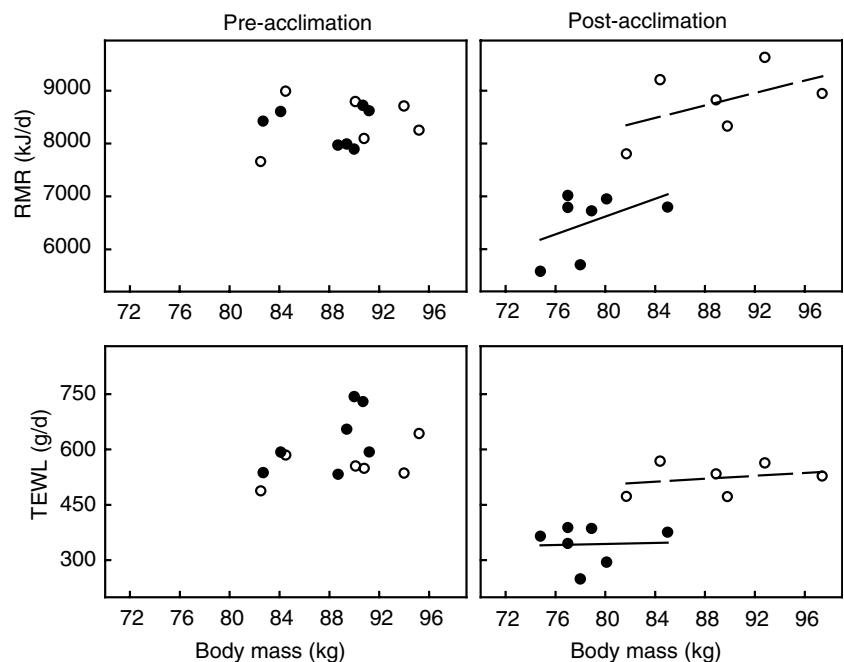 Pre-acclimation
Post-acclimation
RMR (kJ/d)
9000
8000
7000
6000
72 76 80 84 88 92 96
72 76 80 84 88 92 96
TEWL (g/d)
750
600
450
300
72 76 80 84 88 92 96
72 76 80 84 88 92 96
Body mass (kg)
Body mass (kg)